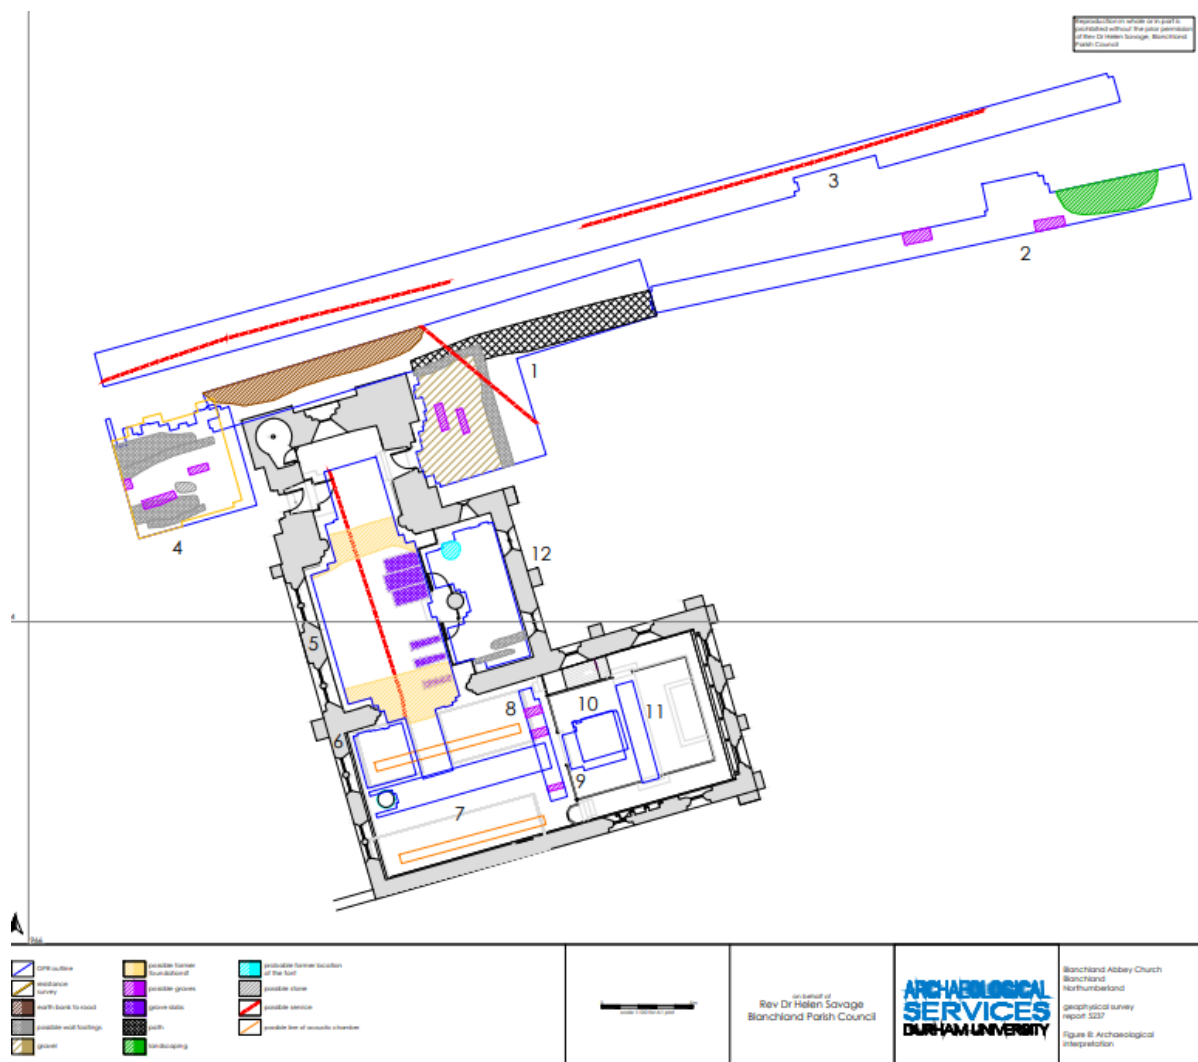 Reproduction in whole or in part is
prohibited without the prior permission
of Rev Dr Helen Savage, Blanchland
Parish Council
3
2
1
4
12
5
8
10
11
6
9
7
GPR outline
resistance
survey
earth bank to road
possible wall footings
gravel
possible former
foundations?
possible graves
grave slabs
path
landscaping
probable former location
of the font
possible stone
possible service
possible line of acoustic chamber
on behalf of
Rev Dr Helen Savage
Blanchland Parish Council
ARCHAEOLOGICAL
SERVICES
DURHAM UNIVERSITY
Blanchland Abbey Church
Blanchland
Northumberland
geophysical survey
report 5237
Figure 8: Archaeological
interpretation